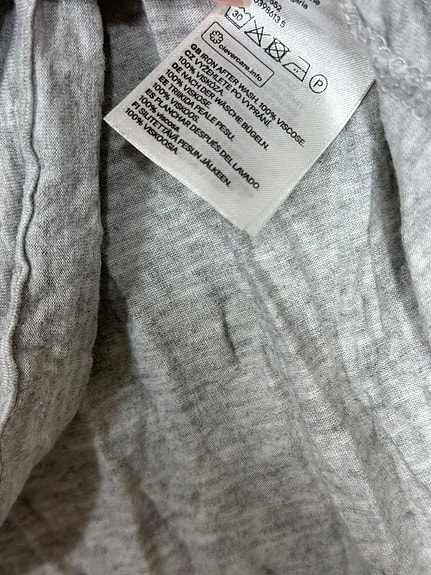 30
P
clevercare.info
GB IRON AFTER WASH. 100% VISCOSE.
CZ VYŽEHLETE PO VYPRÁNÍ.
100% VISKÓZA
DE NACH DER WÄSCHE BÜGELN.
100% VISKOSE.
EE TRIIKIDA PEALE PESU.
100% VISKOOS
ES PLANCHAR DESPUÉS DEL LAVADO.
100% viscosa.
FI SILITETTÄVÄ PESUN JÄLKEEN.
100% VISKOOSIA